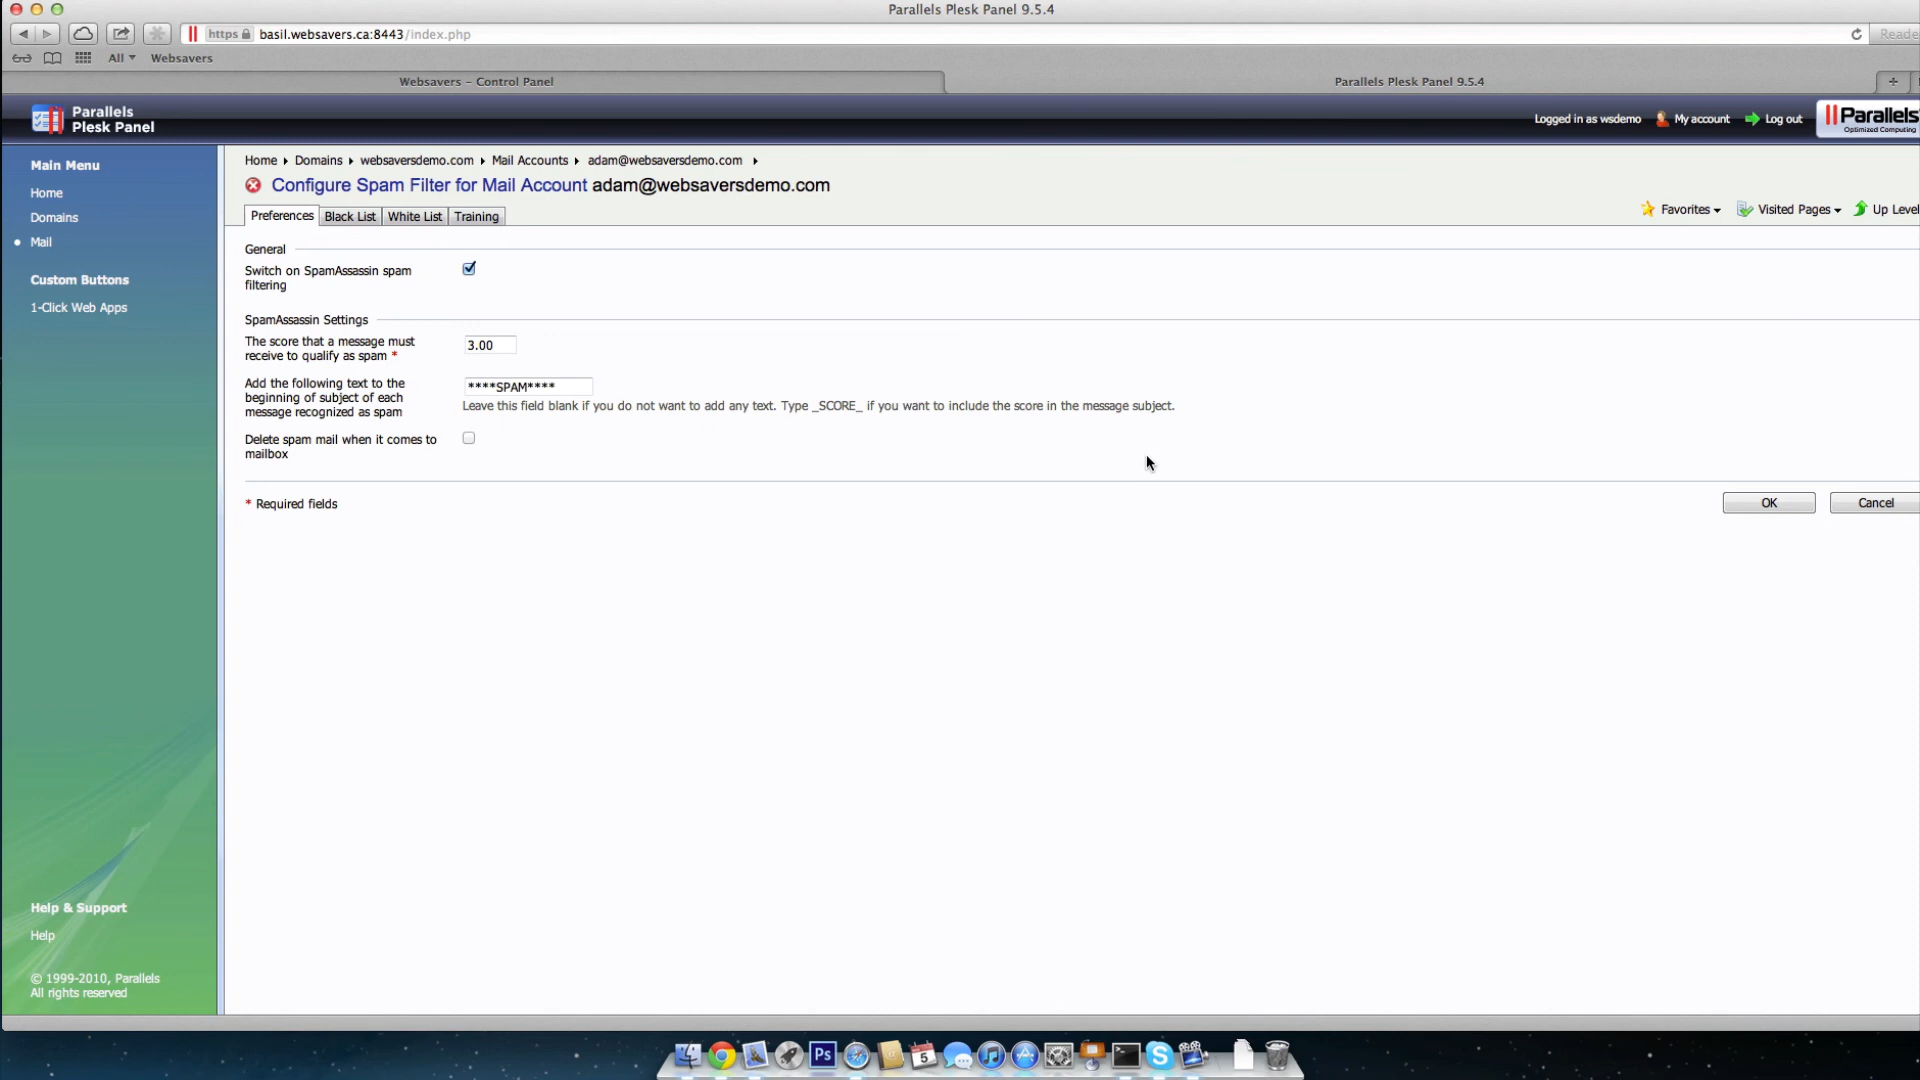 Parallels Plesk Panel 9.5.4
https basil.websavers.ca:8443/index.php
All Websavers
Websavers – Control Panel
Parallels Plesk Panel 9.5.4
Parallels
Plesk Panel
Logged in as wsdemo My account Log out
Parallels
Optimized Computing
Main Menu
Home
Domains
Mail
Custom Buttons
1-Click Web Apps
Help & Support
Help
© 1999-2010, Parallels
All rights reserved
Home Domains websaversdemo.com Mail Accounts adam@websaversdemo.com
Configure Spam Filter for Mail Account adam@websaversdemo.com
Preferences Black List White List Training
Favorites Visited Pages Up Level
General
Switch on SpamAssassin spam
filtering
SpamAssassin Settings
The score that a message must
receive to qualify as spam *
3.00
Add the following text to the
beginning of subject of each
message recognized as spam
****SPAM****
Leave this field blank if you do not want to add any text. Type _SCORE_ if you want to include the score in the message subject.
Delete spam mail when it comes to
mailbox
* Required fields
OK Cancel
Ps
5